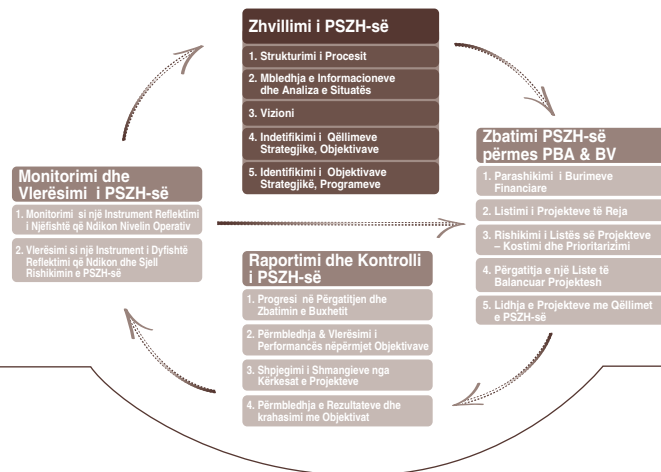 Zhvillimi i PSZH-së
1. Strukturimi i Procesit
2. Mbledhja e Informacioneve
dhe Analiza e Situatës
3. Vizioni
4. Indetifikimi i Qëllimeve
Strategjike, Objektivave
5. Identifikimi i Objektivave
Strategjikë, Programeve
Zbatimi PSZH-së
përmes PBA & BV
1. Parashikimi i Burimeve
Financiare
2. Listimi i Projekteve të Reja
3. Rishikimi i Listës së Projekteve
– Kostimi dhe Prioritarizimi
4. Përgatitja e një Liste të
Balancuar Projektesh
5. Lidhja e Projekteve me Qëllimet
e PSZH-së
Raportimi dhe Kontrolli
i PSZH-së
1. Progresi në Përgatitjen dhe
Zbatimin e Buxhetit
2. Përmbledhja & Vlerësimi i
Performancës nëpërmjet Objektivave
3. Shpjegimi i Shmangieve nga
Kërkesat e Projekteve
4. Përmbledhja e Rezultateve dhe
krahasimi me Objektivat
Monitorimi dhe
Vlerësimi i PSZH-së
1. Monitorimi si një Instrument Reflektimi
i Njëfishtë që Ndikon Nivelin Operativ
2. Vlerësimi si një Instrument i Dyfishtë
Reflektimi që Ndikon dhe Sjell
Rishikimin e PSZH-së